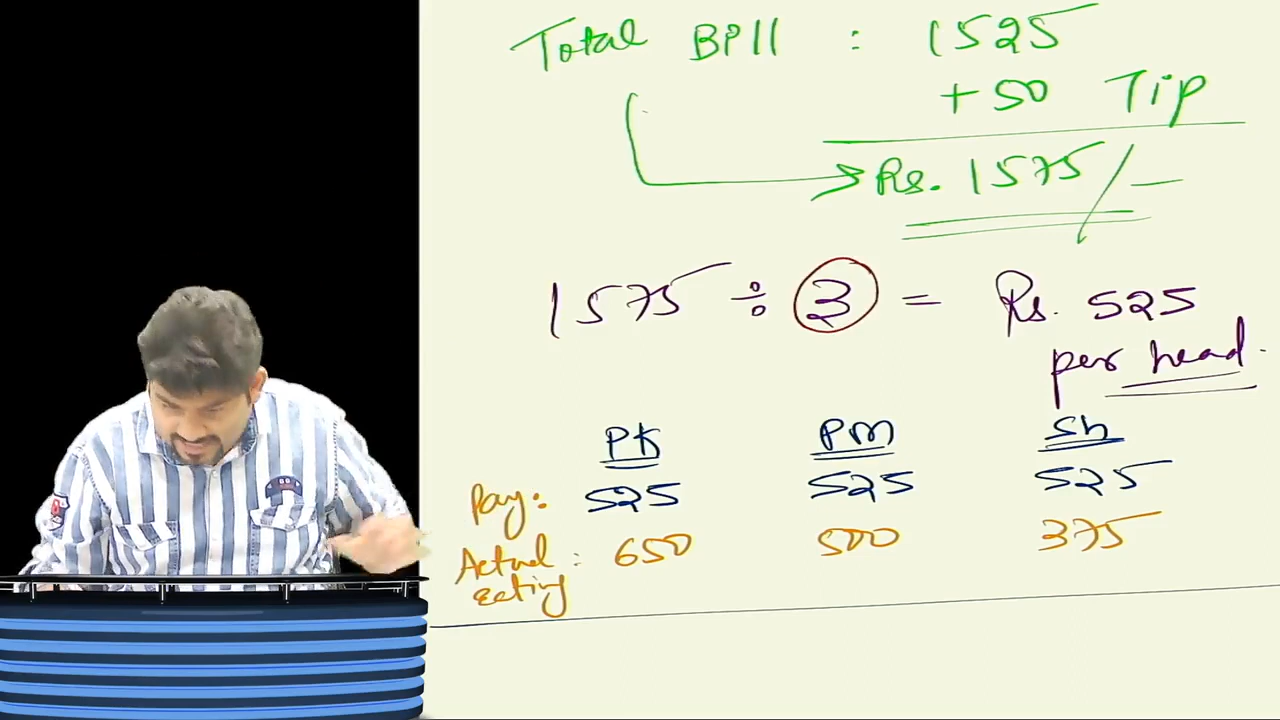 Total Bill : 1525
+ 50 Tip
Rs. 1575/-
1575 ÷ 3 = Rs. 525
per head.
PK PM Sh
Pay: 525 525 525
Actual eating : 650 500 375